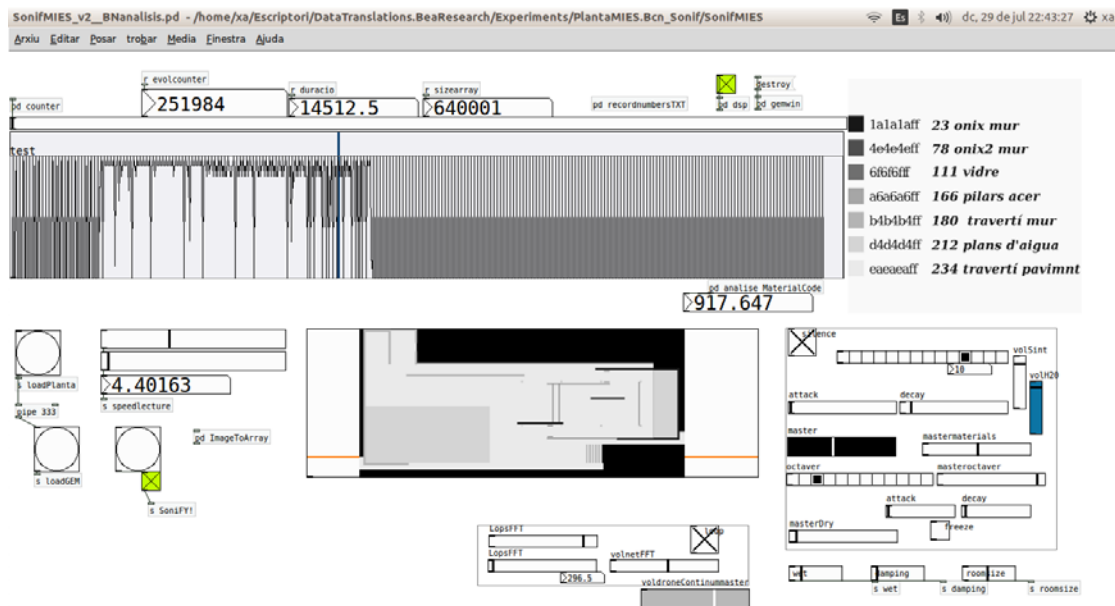 SonifMIES_v2__BNanalisis.pd - /home/xa/Escriptori/DataTranslations.BeaResearch/Experiments/PlantaMIES.Bcn_Sonif/SonifMIES
Es
dc, 29 de jul 22:43:27
xa
Arxiu Editar Posar trobar Media Finestra Ajuda
r evolcounter
r duracio
r sizearray
destroy
pd counter
251984
14512.5
640001
pd recordnumbersTXT
pd dsp
pd gemwin
test
1a1a1aff 23 onix mur
4e4e4eff 78 onix2 mur
6f6f6fff 111 vidre
a6a6a6ff 166 pilars acer
b4b4b4ff 180 travertí mur
d4d4d4ff 212 plans d'aigua
eaeaeaff 234 travertí pavimnt
pd analise MaterialCode
917.647
s loadPlanta
4.40163
s speedlecture
pipe 333
pd ImageToArray
s loadGEM
s SoniFY!
silence
volSint
10
volH20
attack
decay
master
mastermaterials
octaver
masteroctaver
attack
decay
masterDry
freeze
LopsFFT
loop
LopsFFT
volnetFFT
296.5
voldroneContinummaster
wet
damping
roomsize
s wet
s damping
s roomsize